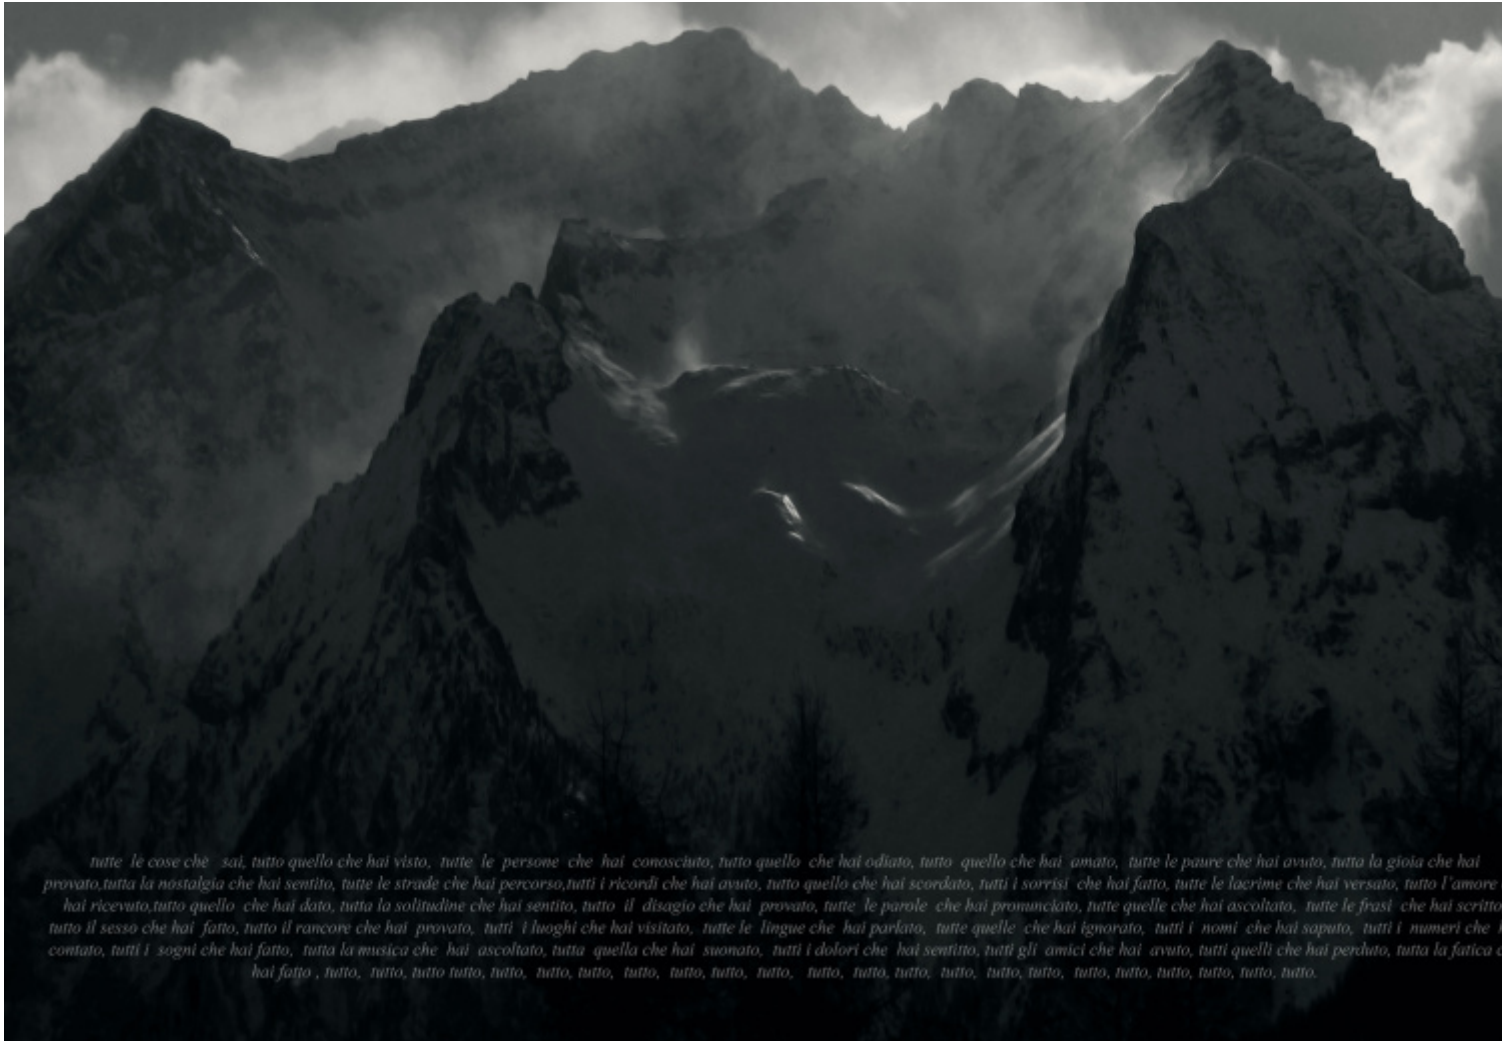 tutte le cose che sai, tutto quello che hai visto, tutte le persone che hai conosciuto, tutto quello che hai odiato, tutto quello che hai amato, tutte le paure che hai avuto, tutta la gioia che hai
provato,tutta la nostalgia che hai sentito, tutte le strade che hai percorso,tutti i ricordi che hai avuto, tutto quello che hai scordato, tutti i sorrisi che hai fatto, tutte le lacrime che hai versato, tutto l'amore
hai ricevuto,tutto quello che hai dato, tutta la solitudine che hai sentito, tutto il disagio che hai provato, tutte le parole che hai pronunciato, tutte quelle che hai ascoltato, tutte le frasi che hai scritto
tutto il sesso che hai fatto, tutto il rancore che hai provato, tutti i luoghi che hai visitato, tutte le lingue che hai parlato, tutte quelle che hai ignorato, tutti i nomi che hai saputo, tutti i numeri che
contato, tutti i sogni che hai fatto, tutta la musica che hai ascoltato, tutta quella che hai suonato, tutti i dolori che hai sentito, tutti gli amici che hai avuto, tutti quelli che hai perduto, tutta la fatica
hai fatto , tutto, tutto, tutto tutto, tutto, tutto, tutto, tutto, tutto, tutto, tutto, tutto, tutto, tutto, tutto, tutto, tutto, tutto, tutto, tutto, tutto, tutto.